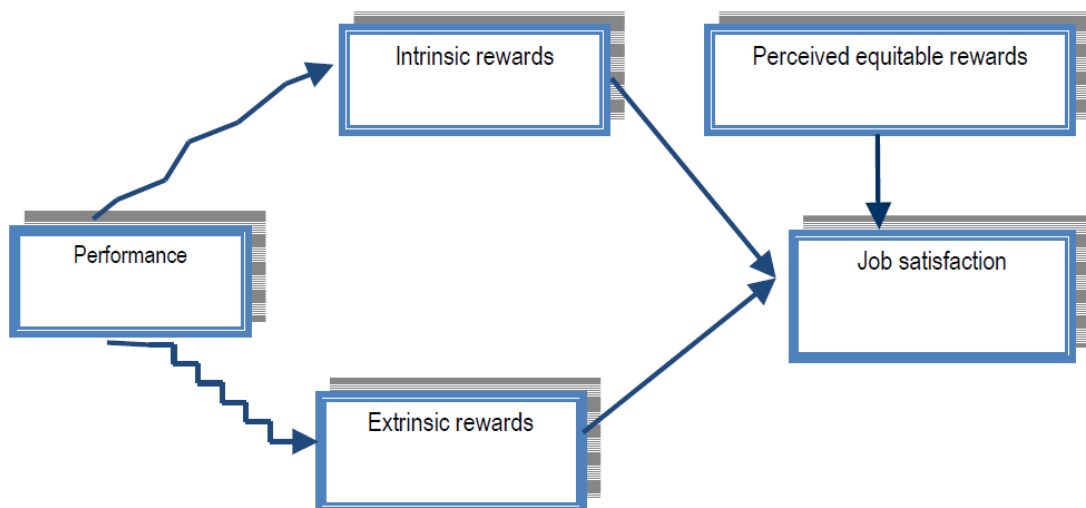 Intrinsic rewards
Perceived equitable rewards
Performance
Job satisfaction
Extrinsic rewards